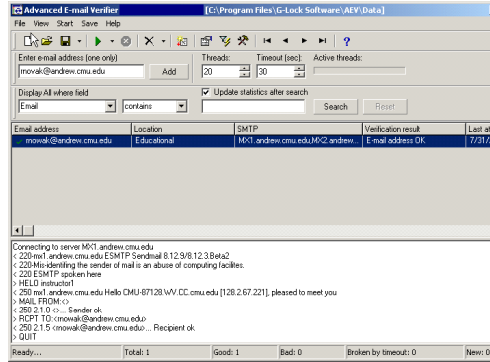 Advanced E-mail Verifier [C:\Program Files\G-Lock Software\AEV\Data]
File View Start Save Help
Enter e-mail address (one only) Threads: Timeout (sec): Active threads:
mowak@andrew.cmu.edu Add 20 30
Display All where field Update statistics after search
Email contains Search Reset
Email address Location SMTP Verification result Last at
mowak@andrew.cmu.edu Educational MX1.andrew.cmu.edu,MX2.andrew... E-mail address OK 7/31/
Connecting to server MX1.andrew.cmu.edu
< 220-mx1.andrew.cmu.edu ESMTP Sendmail 8.12.9/8.12.3.Beta2
< 220-Mis-identifing the sender of mail is an abuse of computing facilites.
< 220 ESMTP spoken here
> HELO instructor1
< 250 mx1.andrew.cmu.edu Hello CMU-87128.WV.CC.cmu.edu [128.2.67.221], pleased to meet you
> MAIL FROM:<>
< 250 2.1.0 <>... Sender ok
> RCPT TO:<mowak@andrew.cmu.edu>
< 250 2.1.5 <mowak@andrew.cmu.edu>... Recipient ok
> QUIT
Ready... Total: 1 Good: 1 Bad: 0 Broken by timeout: 0 New: 0